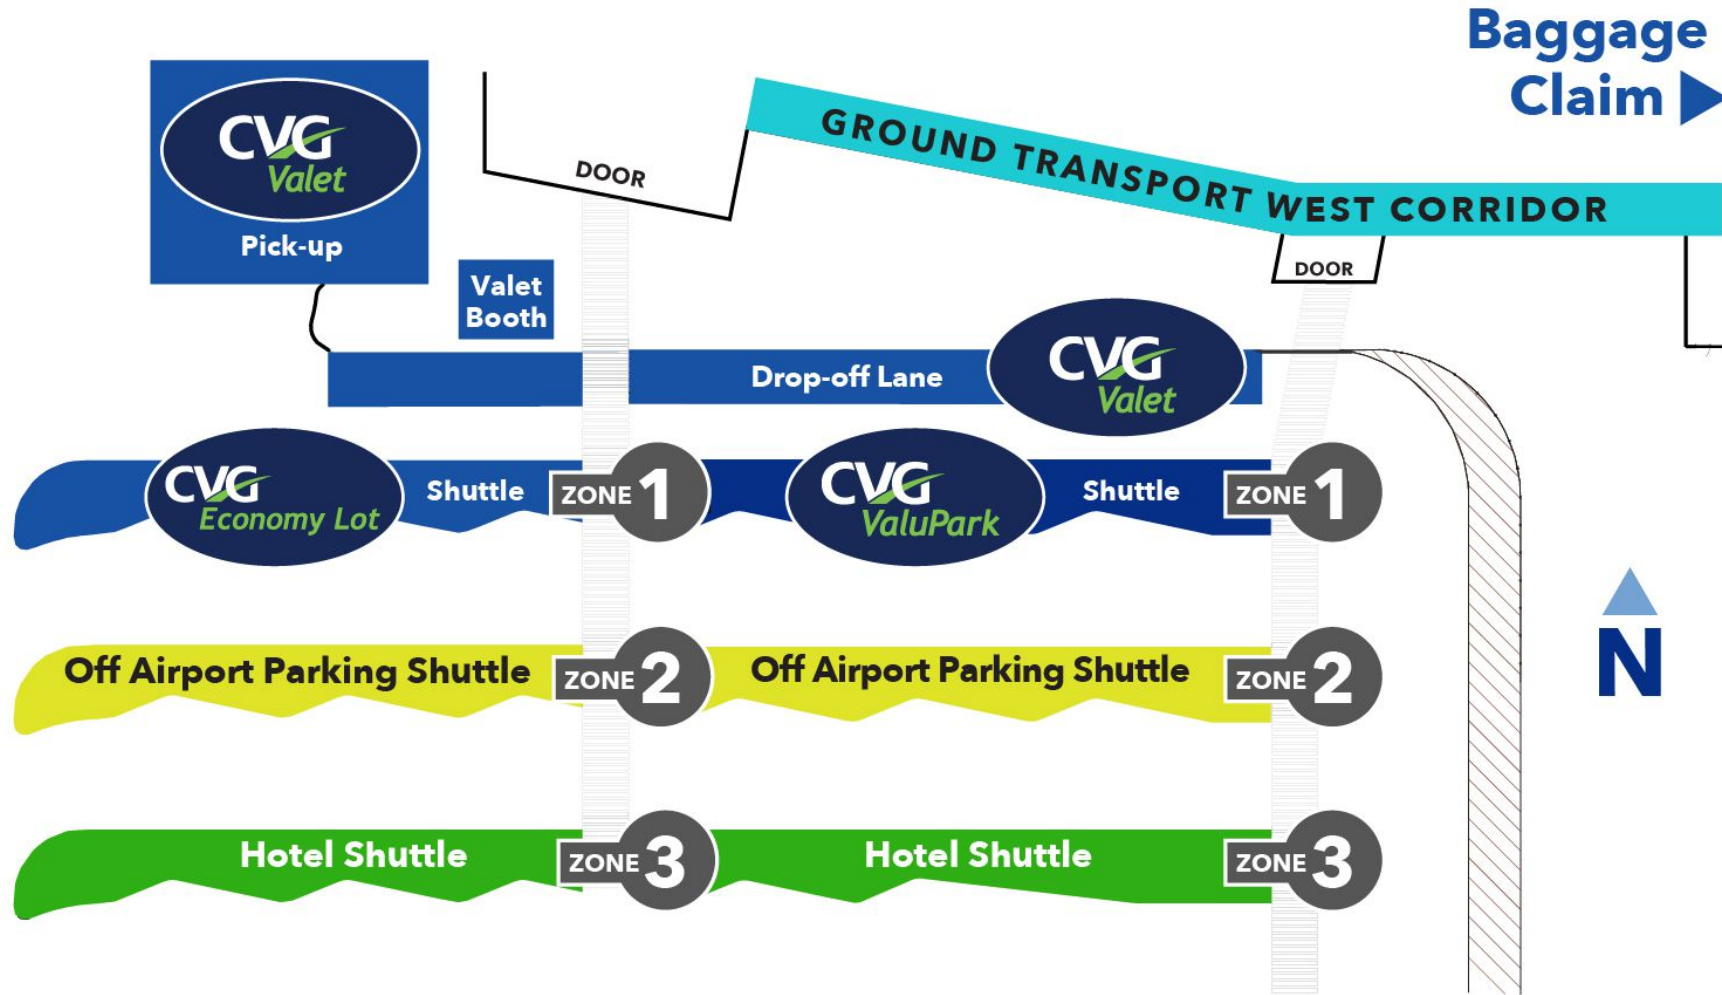 Baggage
Claim
CVG
Valet
Pick-up
DOOR
GROUND TRANSPORT WEST CORRIDOR
DOOR
Valet
Booth
Drop-off Lane
CVG
Valet
CVG
Economy Lot
Shuttle
ZONE 1
CVG
ValuPark
Shuttle
ZONE 1
Off Airport Parking Shuttle
ZONE 2
Off Airport Parking Shuttle
ZONE 2
N
Hotel Shuttle
ZONE 3
Hotel Shuttle
ZONE 3